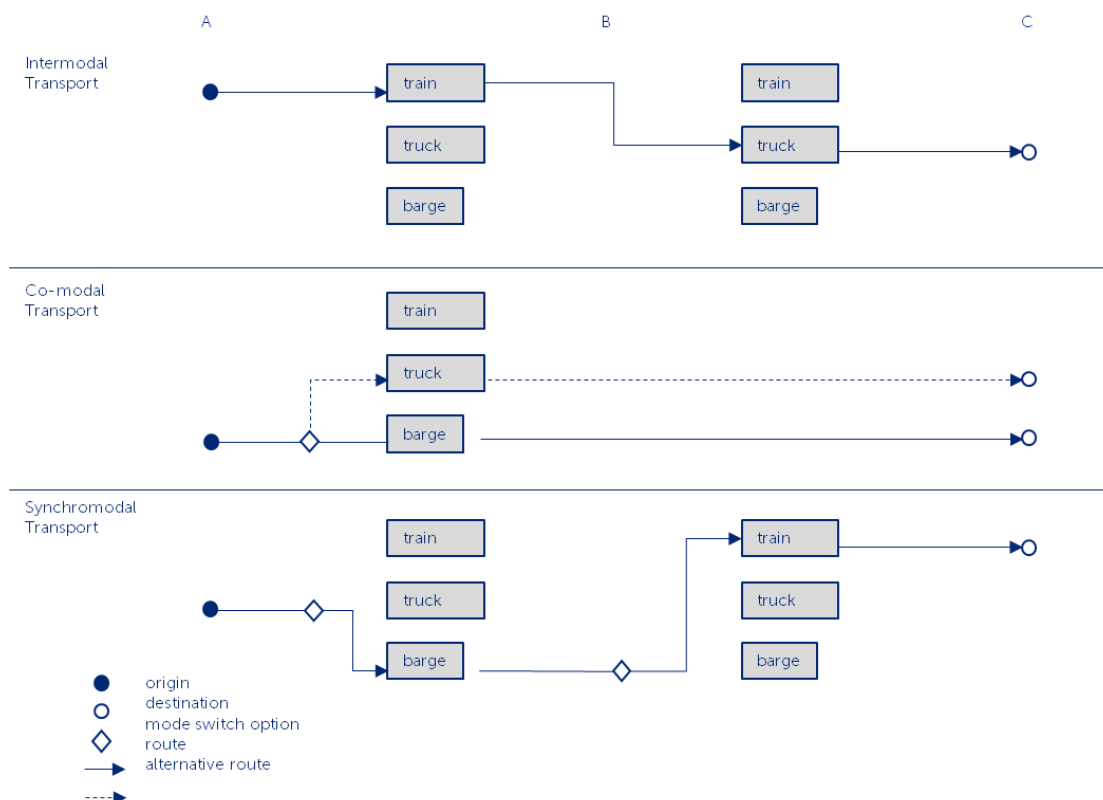 A B C
Intermodal
Transport
train train
truck truck
barge barge
Co-modal
Transport
train
truck
barge
Synchromodal
Transport
train train
truck truck
barge barge
origin
destination
mode switch option
route
alternative route